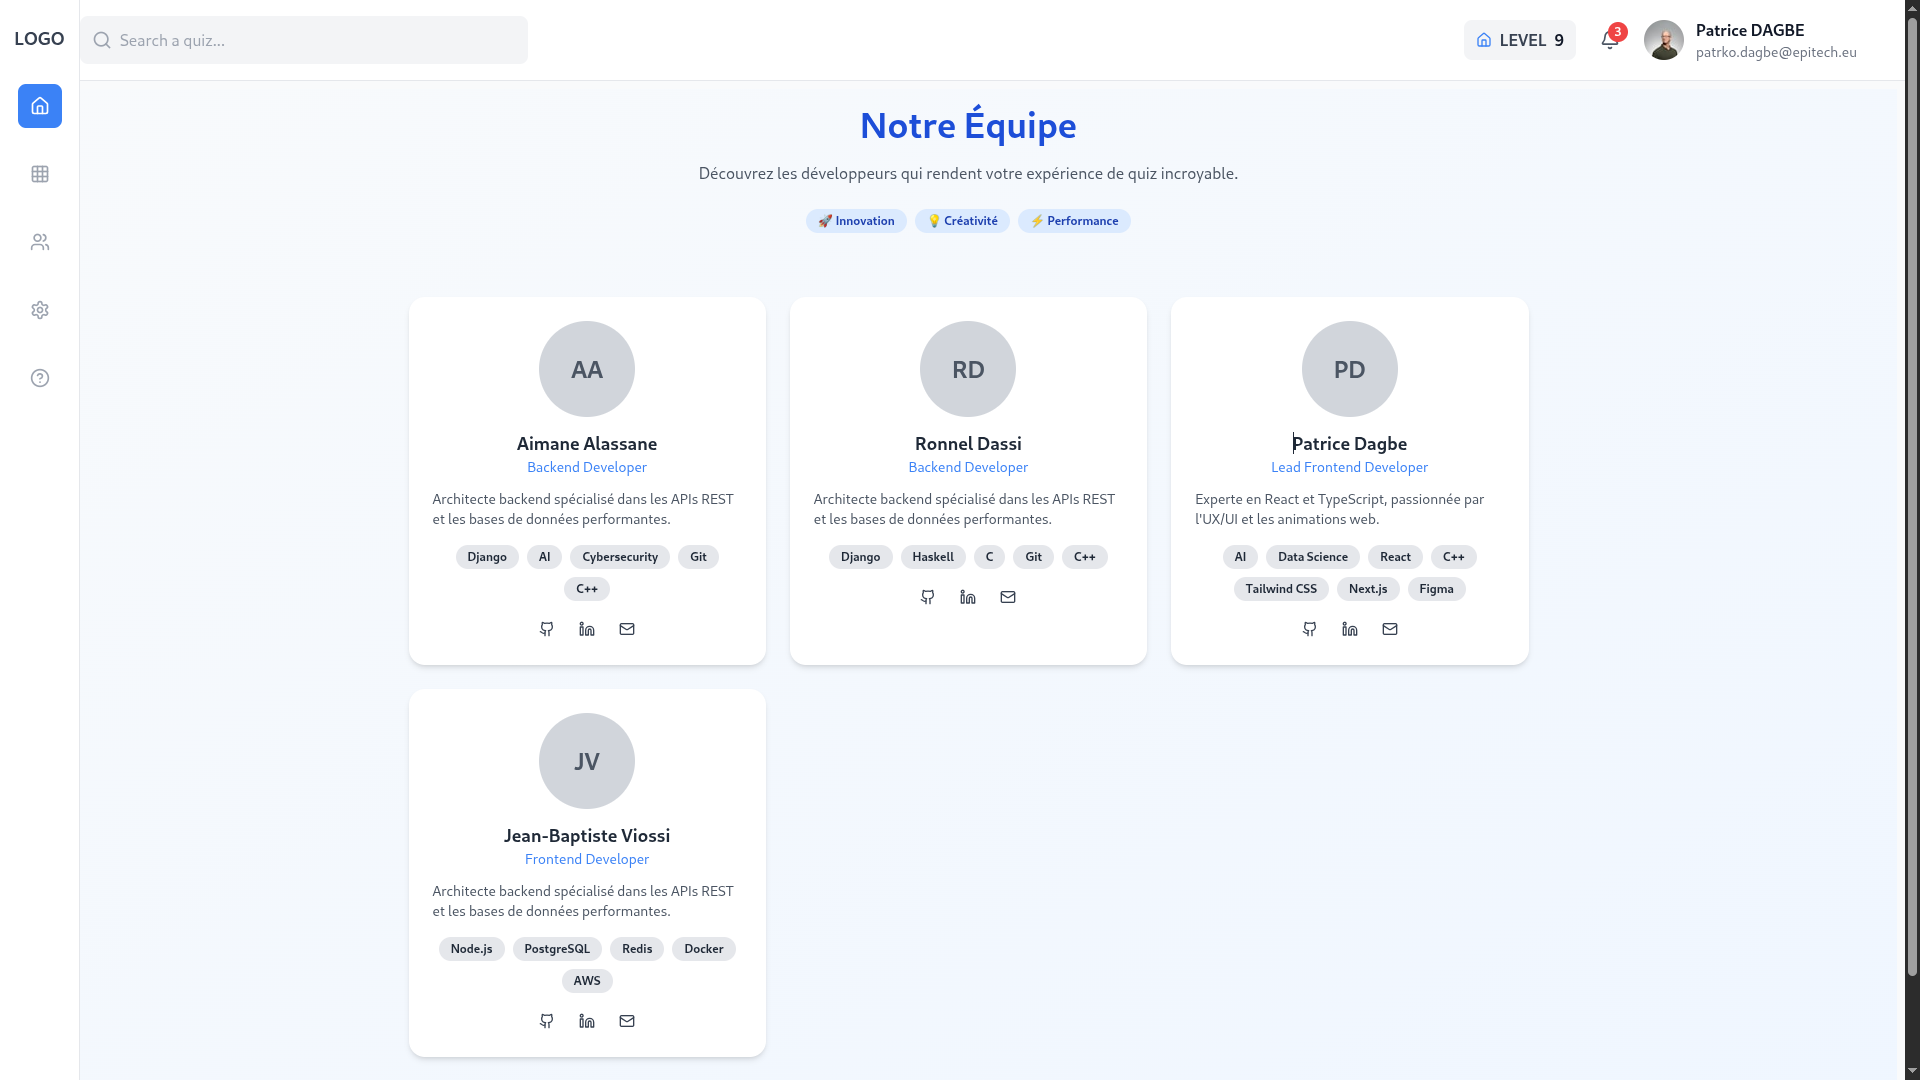 LOGO
Search a quiz...
LEVEL 9
3
Patrice DAGBE
patrko.dagbe@epitech.eu
Notre Équipe
Découvrez les développeurs qui rendent votre expérience de quiz incroyable.
🚀 Innovation
💡 Créativité
⚡ Performance
AA
Aimane Alassane
Backend Developer
Architecte backend spécialisé dans les APIs REST
et les bases de données performantes.
Django AI Cybersecurity Git
C++
RD
Ronnel Dassi
Backend Developer
Architecte backend spécialisé dans les APIs REST
et les bases de données performantes.
Django Haskell C Git C++
PD
Patrice Dagbe
Lead Frontend Developer
Experte en React et TypeScript, passionnée par
l'UX/UI et les animations web.
AI Data Science React C++
Tailwind CSS Next.js Figma
JV
Jean-Baptiste Viossi
Frontend Developer
Architecte backend spécialisé dans les APIs REST
et les bases de données performantes.
Node.js PostgreSQL Redis Docker
AWS